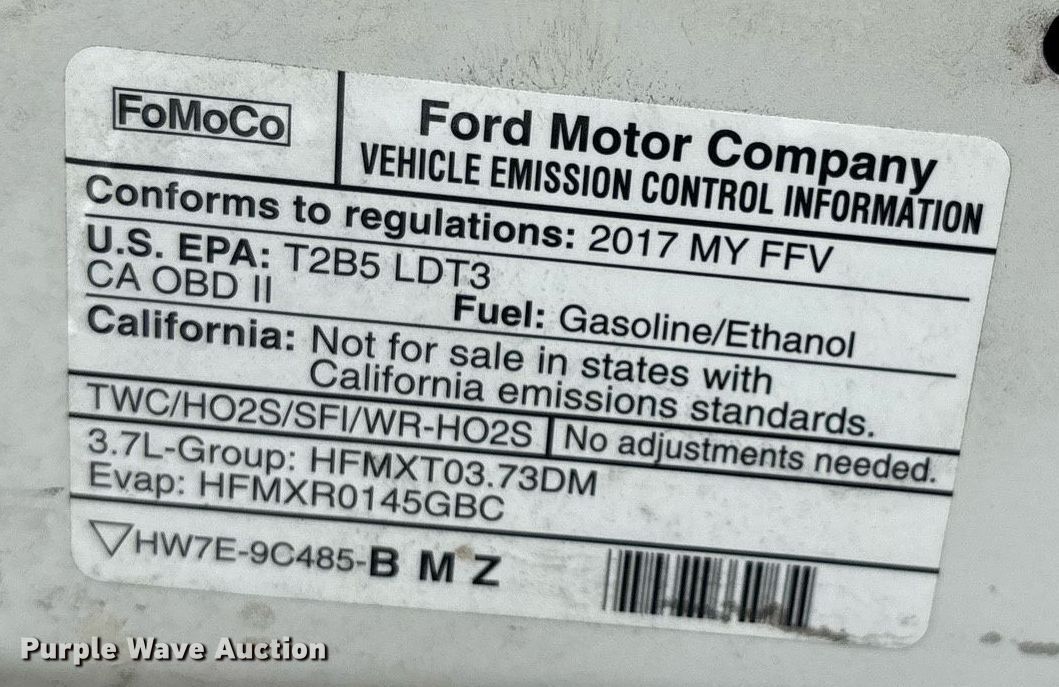 FoMoCo
Ford Motor Company
VEHICLE EMISSION CONTROL INFORMATION
Conforms to regulations: 2017 MY FFV
U.S. EPA: T2B5 LDT3
CA OBD II
Fuel: Gasoline/Ethanol
California: Not for sale in states with
California emissions standards.
TWC/HO2S/SFI/WR-HO2S
No adjustments needed.
3.7L-Group: HFMXT03.73DM
Evap: HFMXR0145GBC
HW7E-9C485-B M Z
Purple Wave Auction